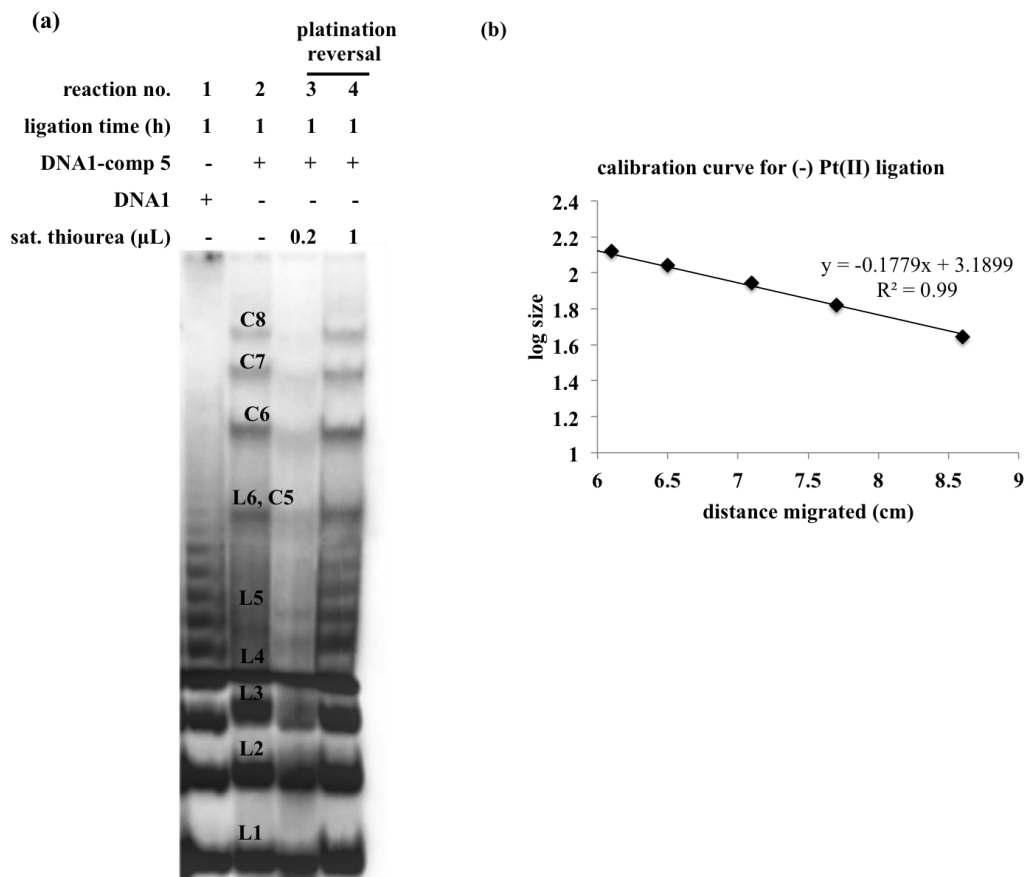 (a)
platination
reversal
reaction no. 1 2 3 4
ligation time (h) 1 1 1 1
DNA1-comp 5 - + + +
DNA1 + - - -
sat. thiourea (µL) - - 0.2 1
C8
C7
C6
L6, C5
L5
L4
L3
L2
L1
(b)
calibration curve for (-) Pt(II) ligation
2.4
2.2
2
1.8
1.6
1.4
1.2
1
log size
y = -0.1779x + 3.1899
R² = 0.99
6 6.5 7 7.5 8 8.5 9
distance migrated (cm)